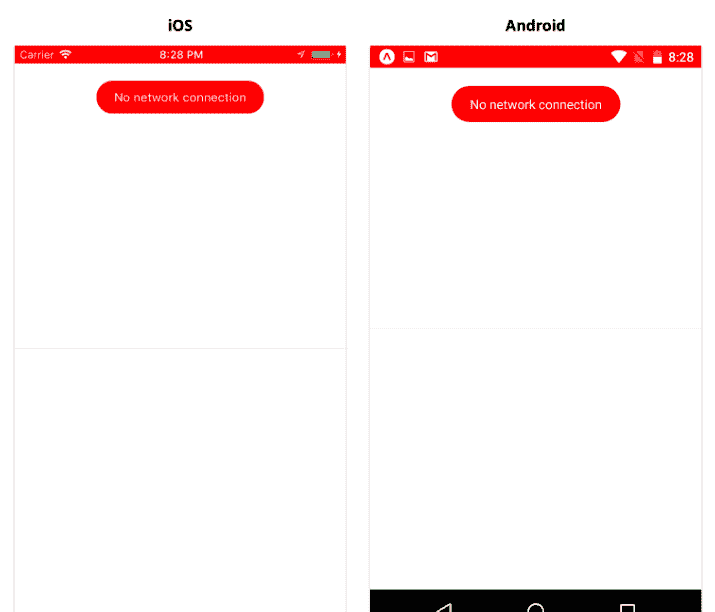 iOS
Android
Carrier 8:28 PM
8:28
No network connection
No network connection